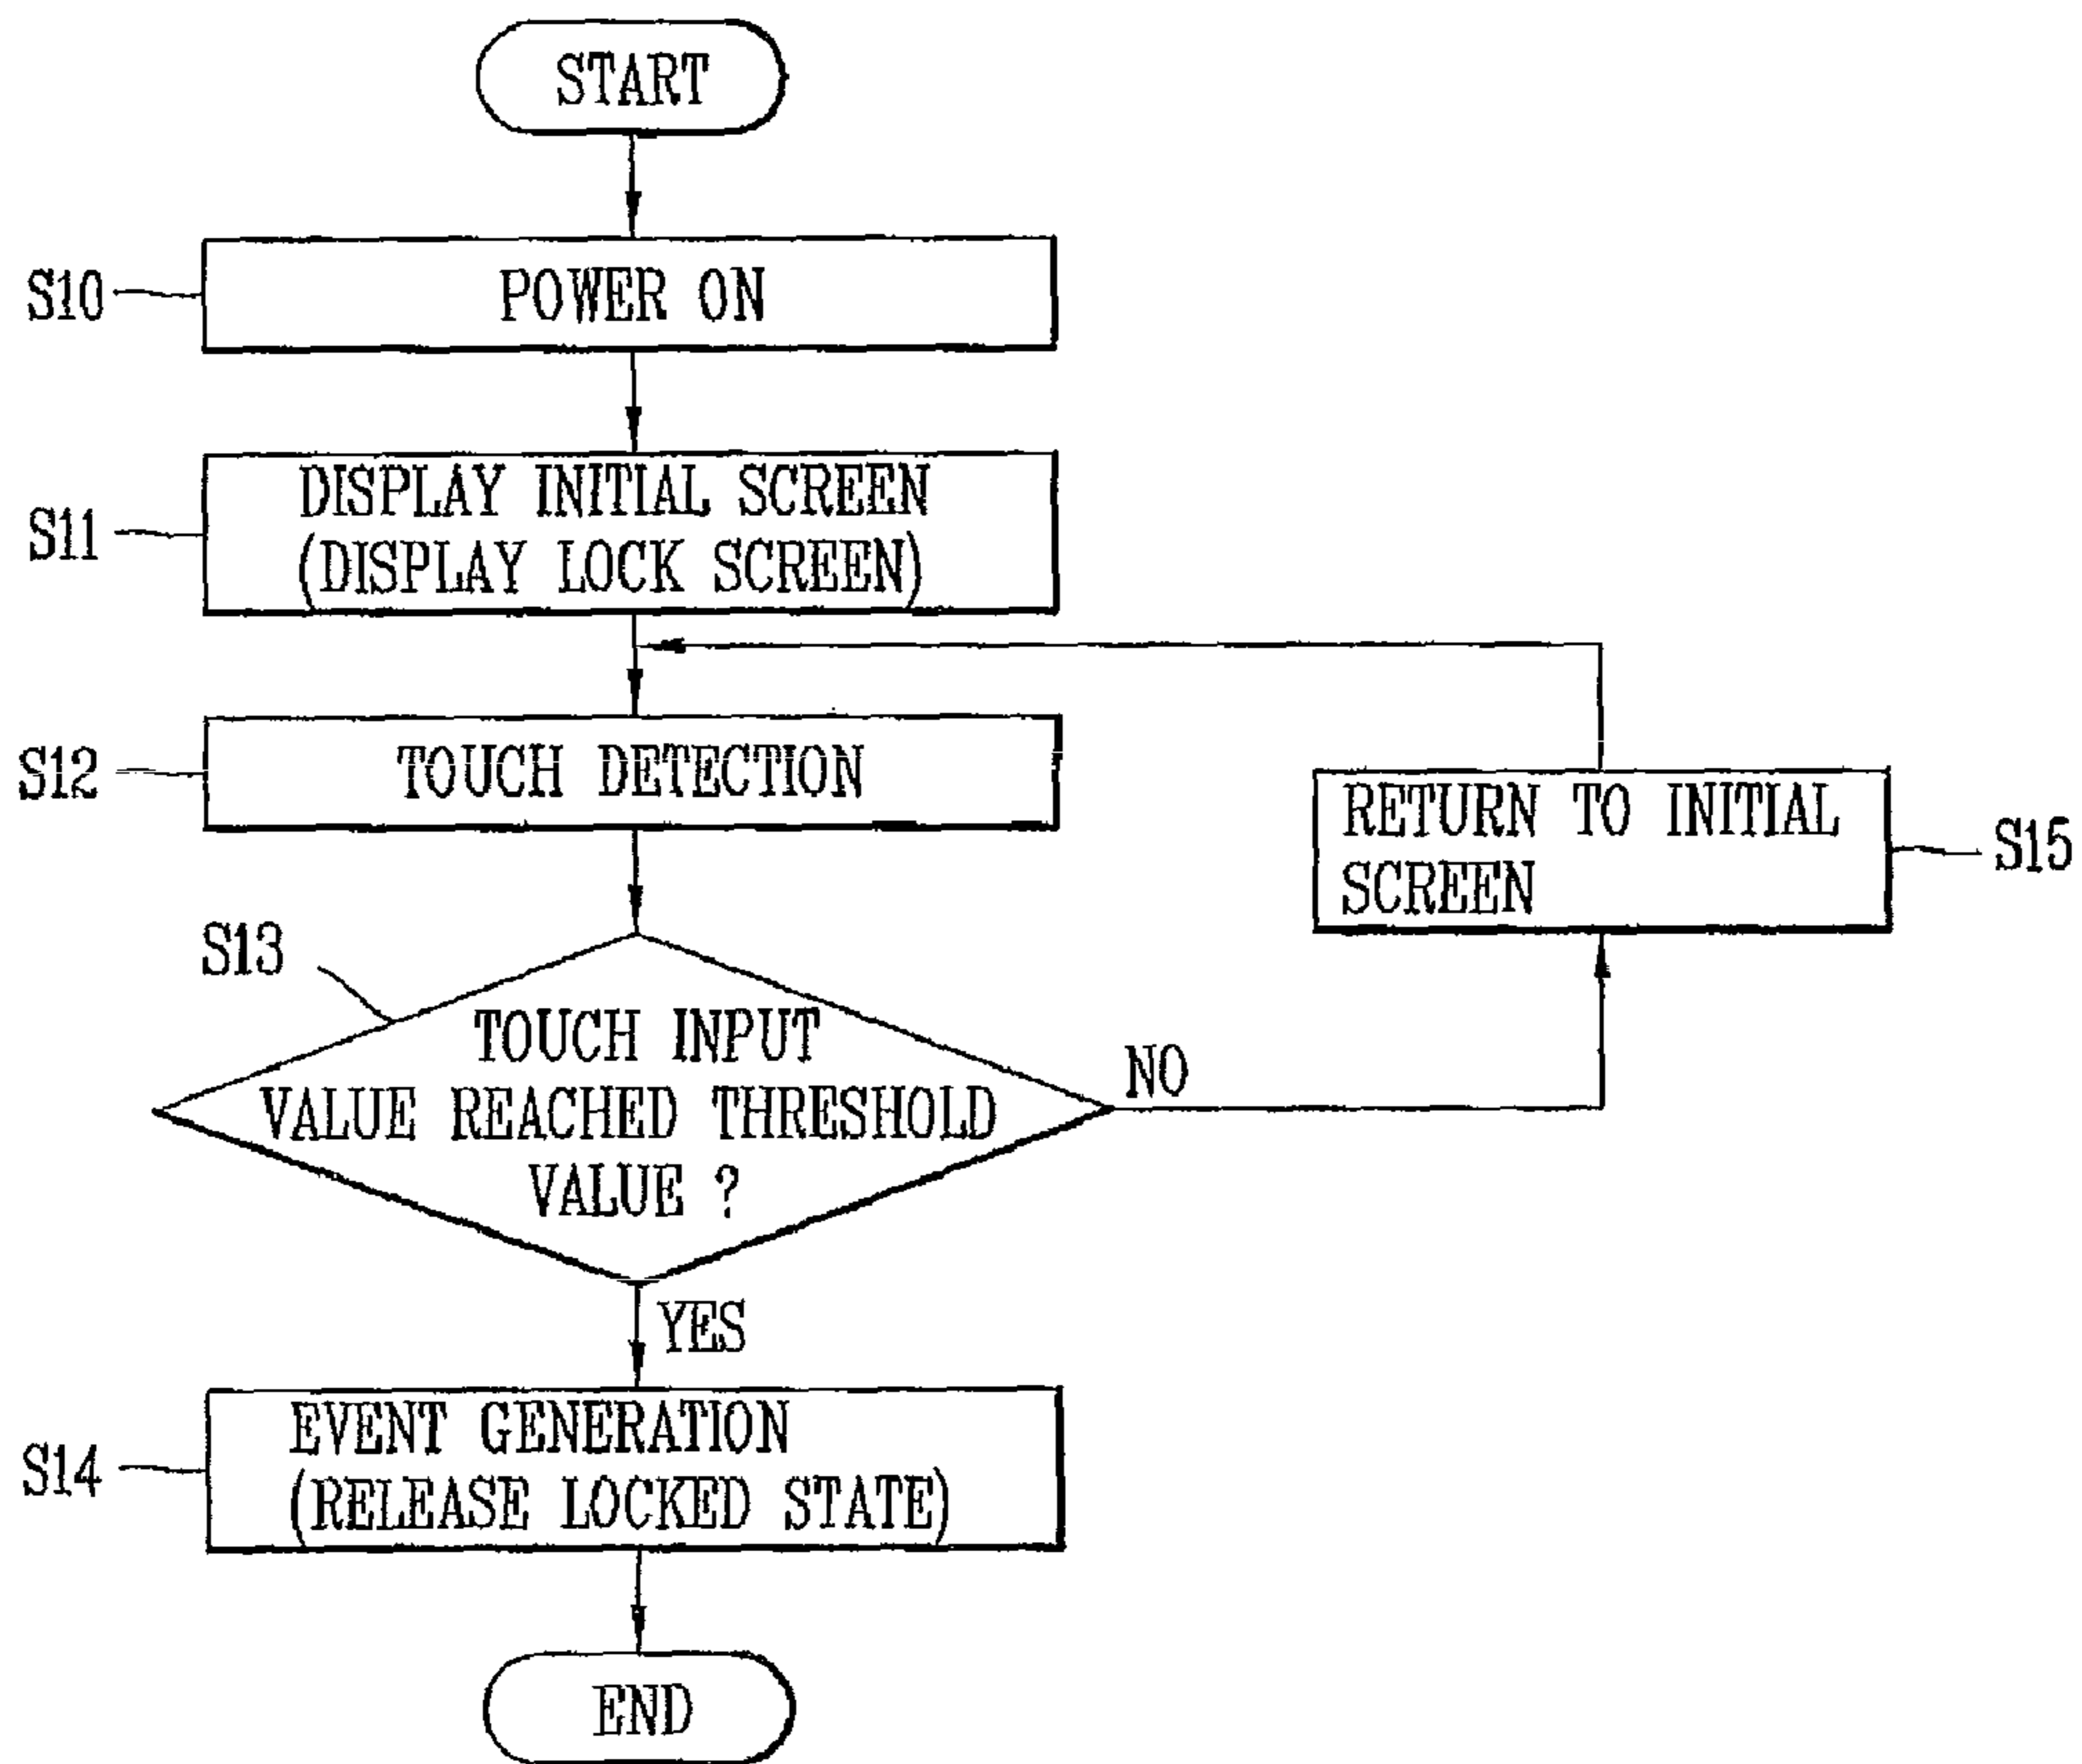 START
S10
POWER ON
S11
DISPLAY INITIAL SCREEN
(DISPLAY LOCK SCREEN)
S12
TOUCH DETECTION
RETURN TO INITIAL
SCREEN
S15
S13
TOUCH INPUT
VALUE REACHED THRESHOLD
VALUE ?
NO
YES
S14
EVENT GENERATION
(RELEASE LOCKED STATE)
END